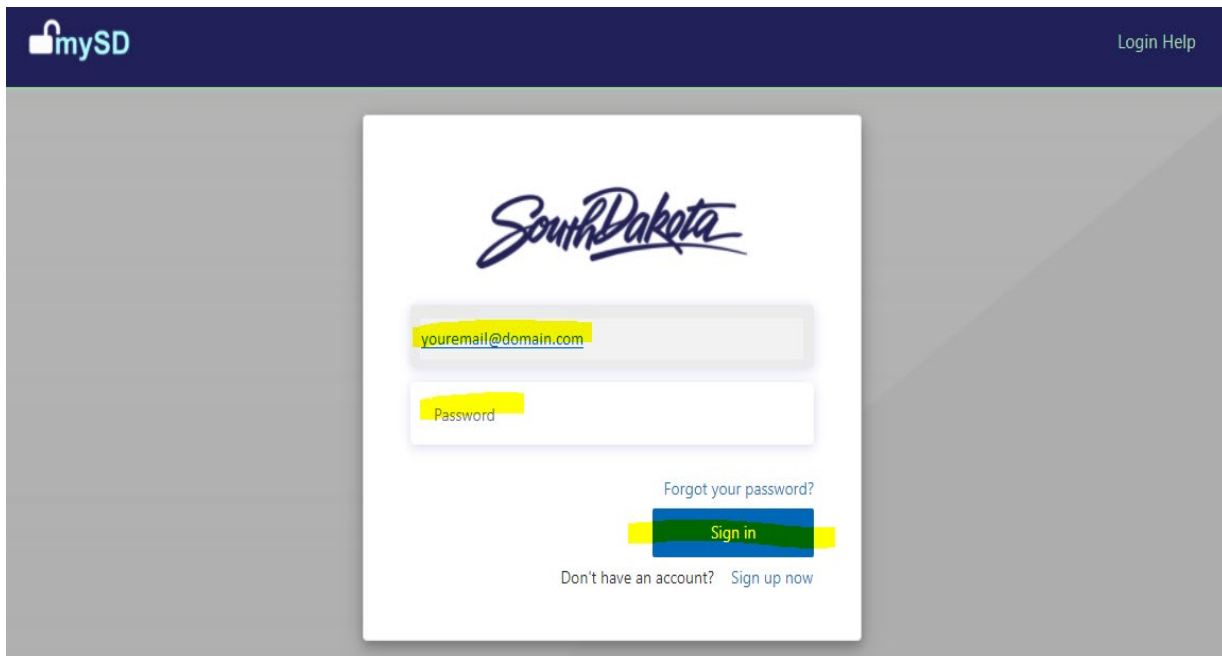 mySD
Login Help
SouthDakota
youremail@domain.com
Password
Forgot your password?
Sign in
Don't have an account? Sign up now